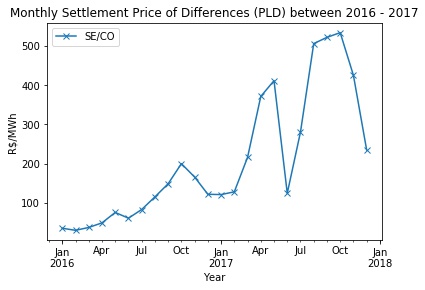 Monthly Settlement Price of Differences (PLD) between 2016 - 2017
SE/CO
500
400
300
200
100
R$/MWh
Jan Apr Jul Oct Jan Apr Jul Oct Jan
2016 2017 2018
Year